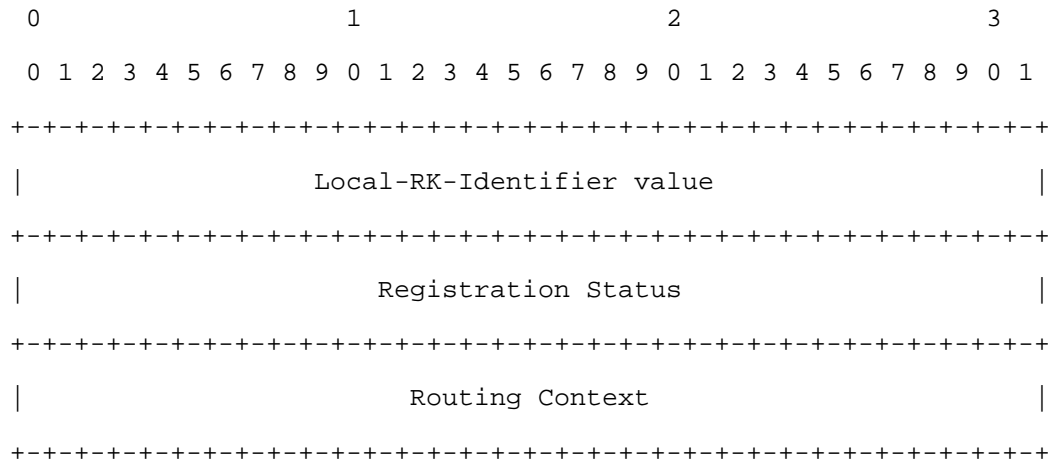 0                   1                   2                   3
 0 1 2 3 4 5 6 7 8 9 0 1 2 3 4 5 6 7 8 9 0 1 2 3 4 5 6 7 8 9 0 1
+-+-+-+-+-+-+-+-+-+-+-+-+-+-+-+-+-+-+-+-+-+-+-+-+-+-+-+-+-+-+-+-+
|                  Local-RK-Identifier value                    |
+-+-+-+-+-+-+-+-+-+-+-+-+-+-+-+-+-+-+-+-+-+-+-+-+-+-+-+-+-+-+-+-+
|                      Registration Status                      |
+-+-+-+-+-+-+-+-+-+-+-+-+-+-+-+-+-+-+-+-+-+-+-+-+-+-+-+-+-+-+-+-+
|                        Routing Context                        |
+-+-+-+-+-+-+-+-+-+-+-+-+-+-+-+-+-+-+-+-+-+-+-+-+-+-+-+-+-+-+-+-+